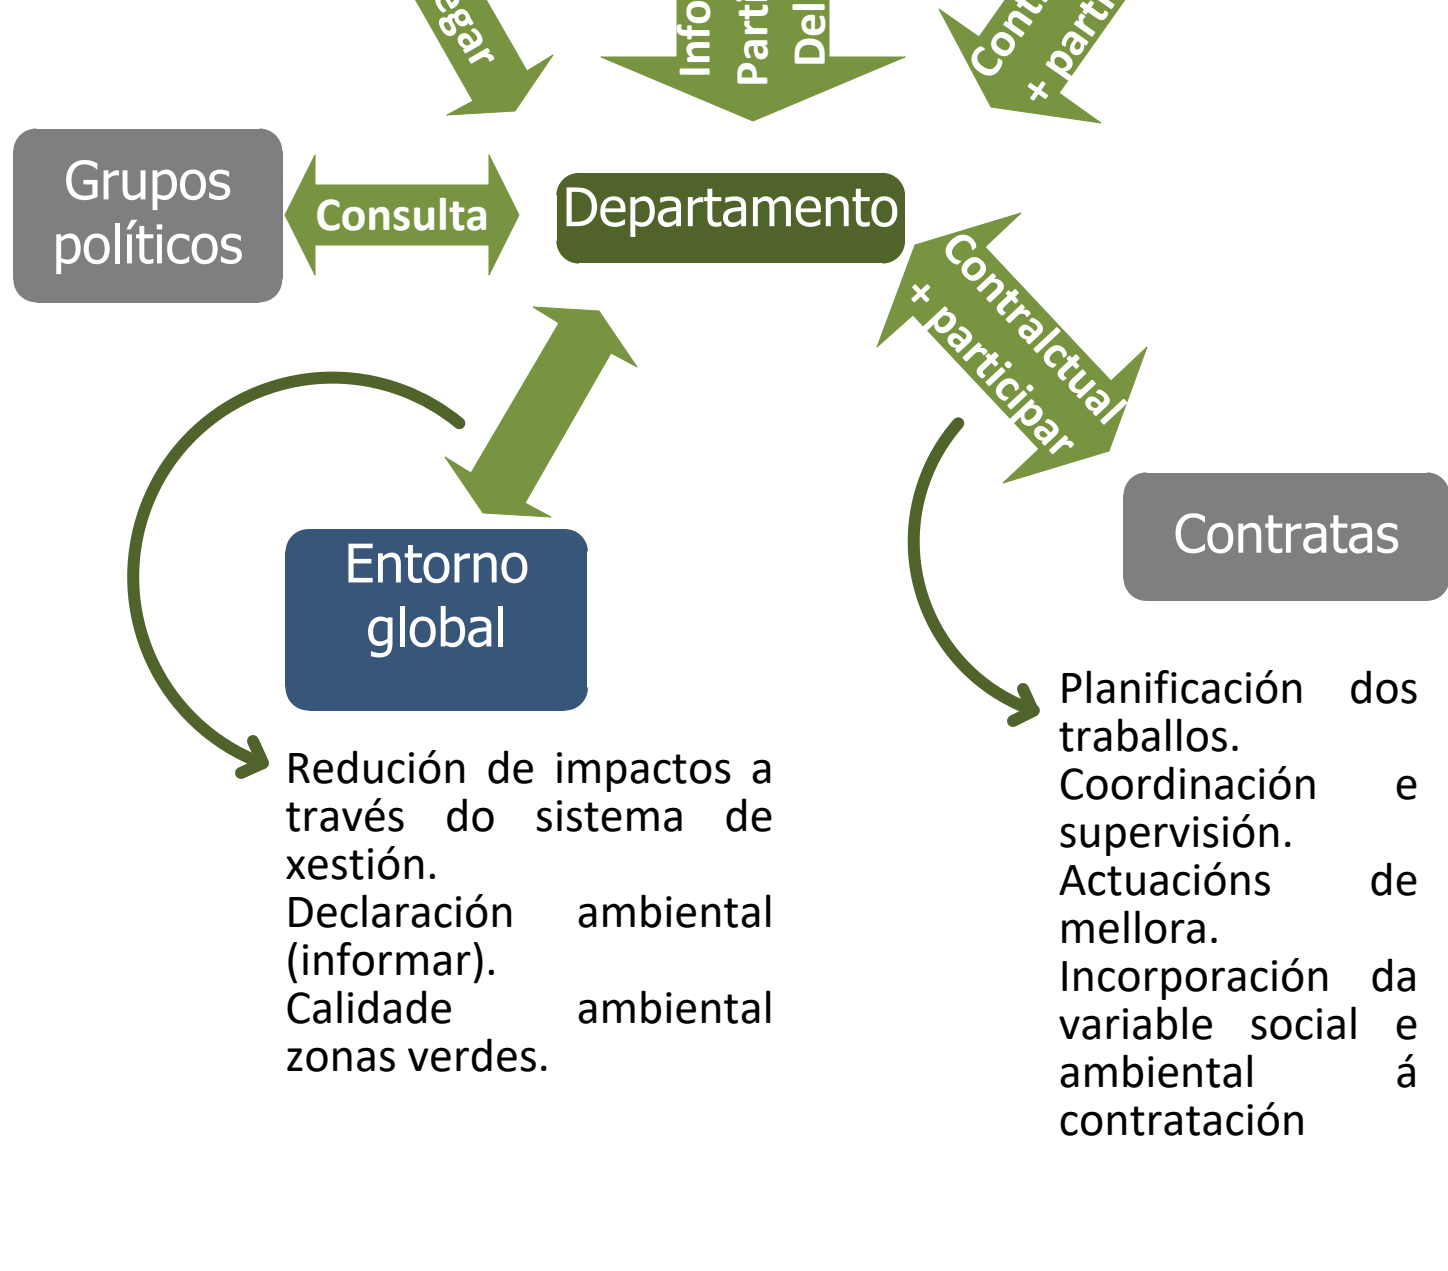 Grupos
políticos
Consulta
Departamento
Contralctual
+ participar
Entorno
global
Contratas
Redución de impactos a
través do sistema de
xestión.
Declaración ambiental
(informar).
Calidade ambiental
zonas verdes.
Planificación dos
traballos.
Coordinación e
supervisión.
Actuacións de
mellora.
Incorporación da
variable social e
ambiental á
contratación